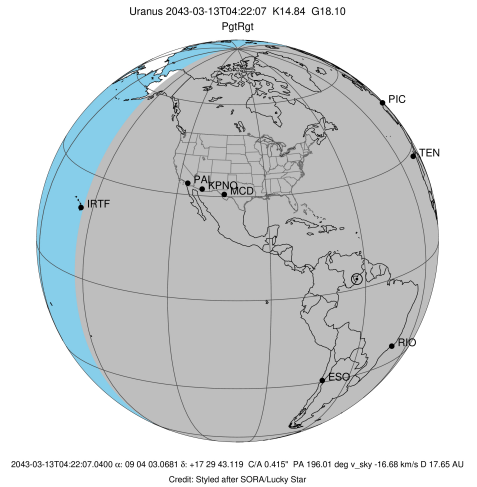 Uranus 2043-03-13T04:22:07 K14.84 G18.10
PgtRgt
PIC
TEN
PAL
KPNO
MCD
IRTF
RIO
ESO
2043-03-13T04:22:07.0400 α: 09 04 03.0681 δ: +17 29 43.119 C/A 0.415" PA 196.01 deg v_sky -16.68 km/s D 17.65 AU
Credit: Styled after SORA/Lucky Star